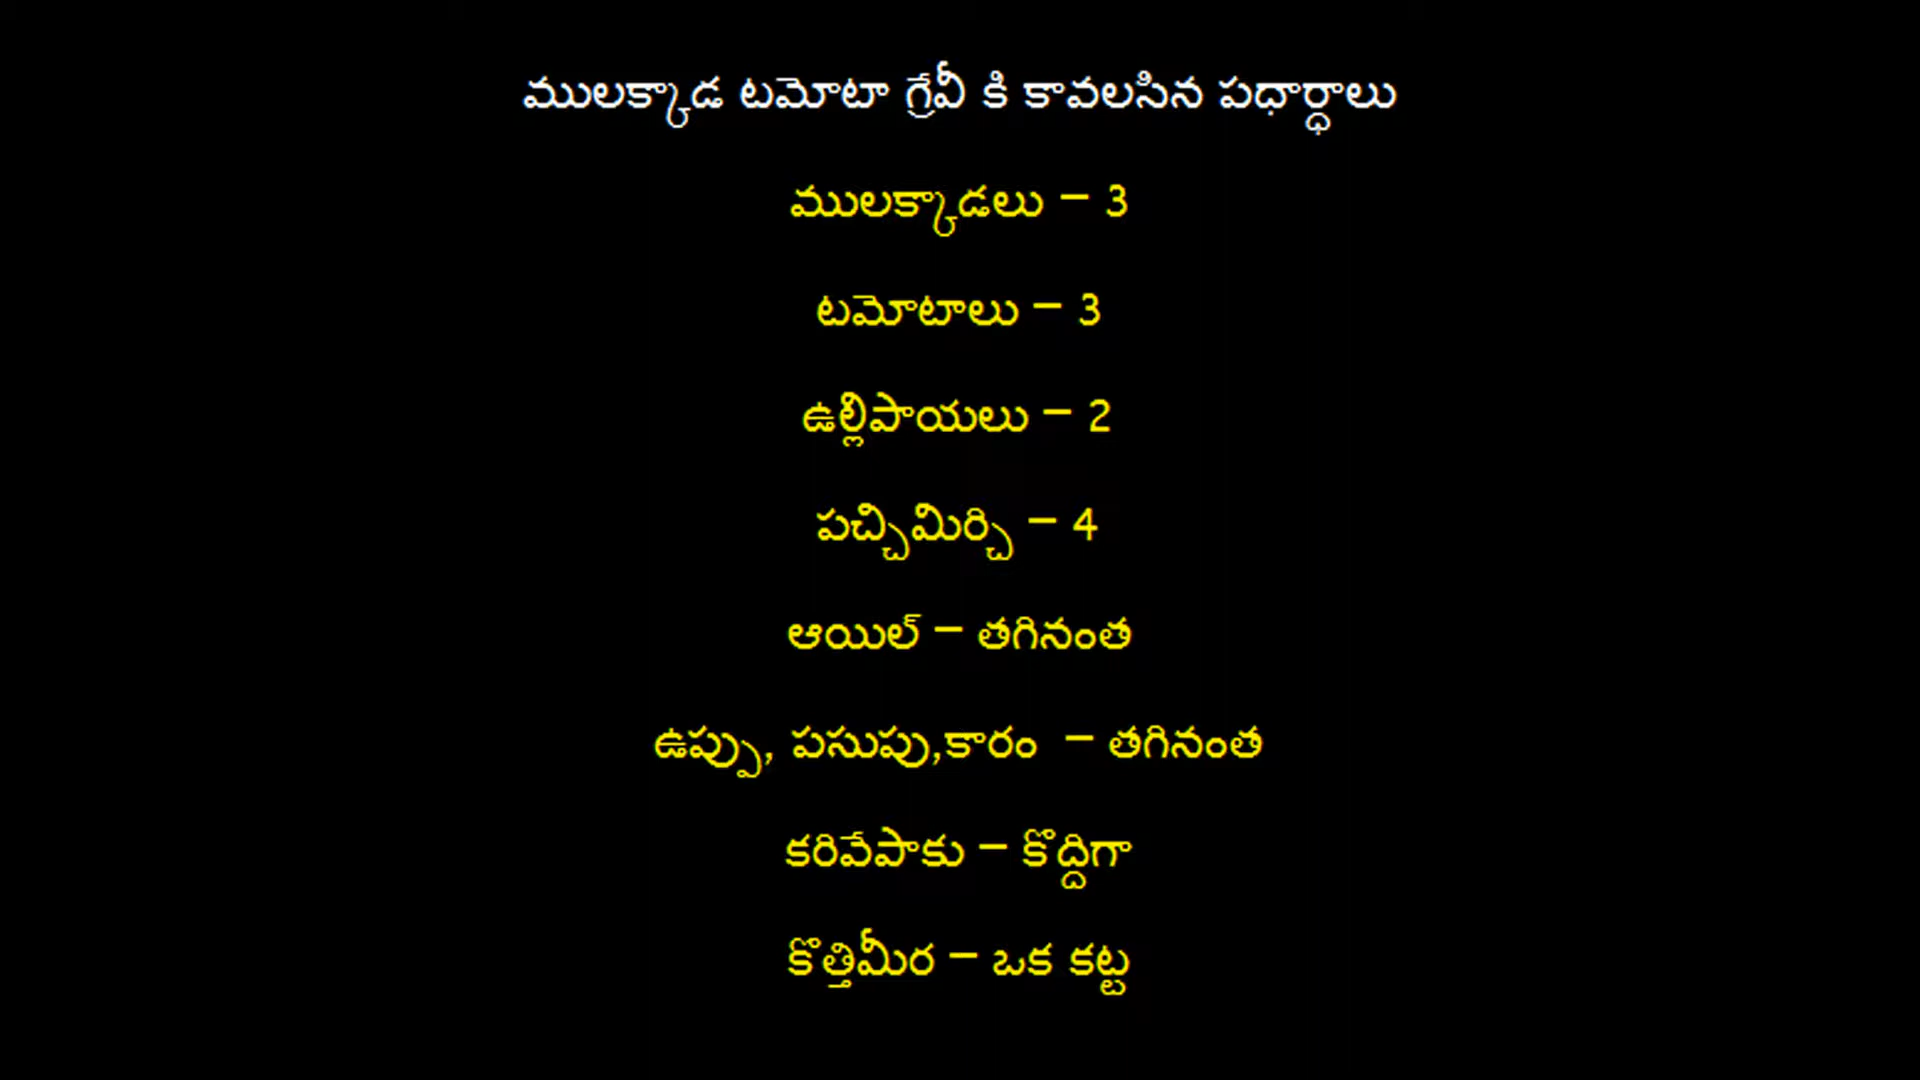 ములక్కాడ టమోటా గ్రేవీ కి కావలసిన పధార్ధాలు
ములక్కాడలు – 3
టమోటాలు – 3
ఉల్లిపాయలు – 2
పచ్చిమిర్చి – 4
ఆయిల్ – తగినంత
ఉప్పు, పసుపు,కారం – తగినంత
కరివేపాకు – కొద్దిగా
కొత్తిమీర – ఒక కట్ట